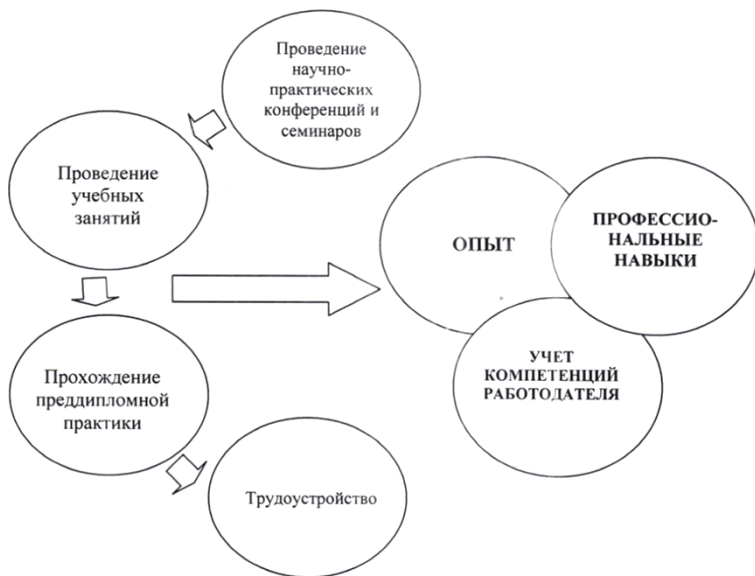 Проведение
научно-
практических
конференций и
семинаров
Проведение
учебных
занятий
ОПЫТ
ПРОФЕССИО-
НАЛЬНЫЕ
НАВЫКИ
Прохождение
преддипломной
практики
УЧЕТ
КОМПЕТЕНЦИЙ
РАБОТОДАТЕЛЯ
Трудоустройство